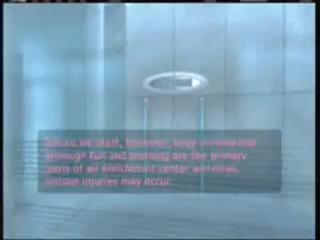 Before we start, however, keep in mind that
although fun and learning are the primary
goals of all enrichment center activities,
serious injuries may occur.